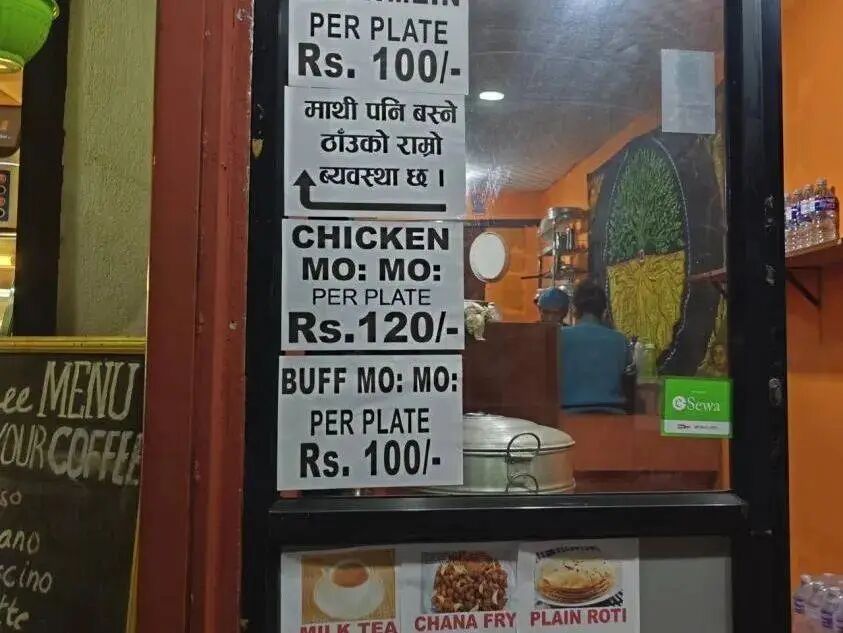 PER PLATE
Rs. 100/-
माथी पनि बस्ने
ठाँउको राम्रो
ब्यवस्था छ ।
CHICKEN
MO: MO:
PER PLATE
Rs.120/-
BUFF MO: MO:
PER PLATE
Rs. 100/-
eSewa
MILK TEA
CHANA FRY
PLAIN ROTI
MENU
YOUR COFFEE